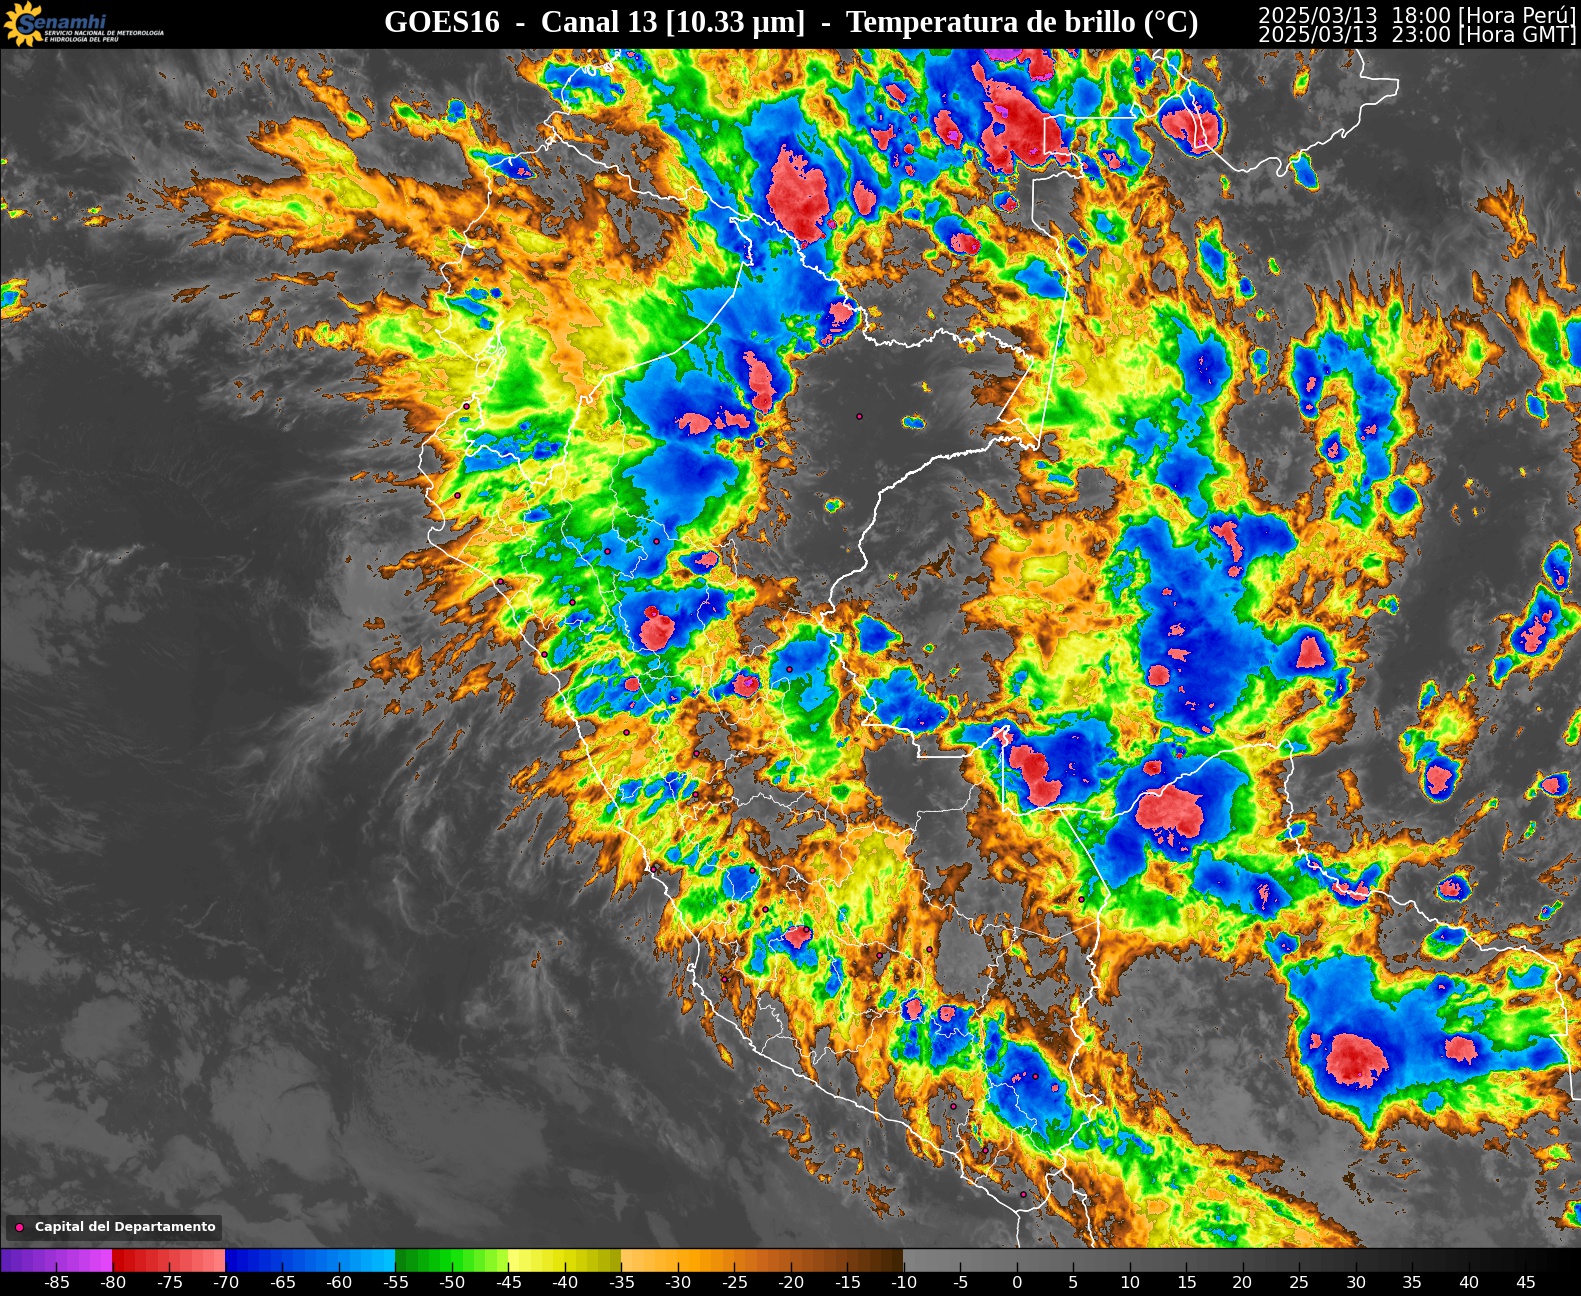 Senamhi
SERVICIO NACIONAL DE METEOROLOGÍA
E HIDROLOGÍA DEL PERÚ
GOES16 - Canal 13 [10.33 µm] - Temperatura de brillo (°C)
2025/03/13 18:00 [Hora Perú]
2025/03/13 23:00 [Hora GMT]
Capital del Departamento
-85 -80 -75 -70 -65 -60 -55 -50 -45 -40 -35 -30 -25 -20 -15 -10 -5 0 5 10 15 20 25 30 35 40 45